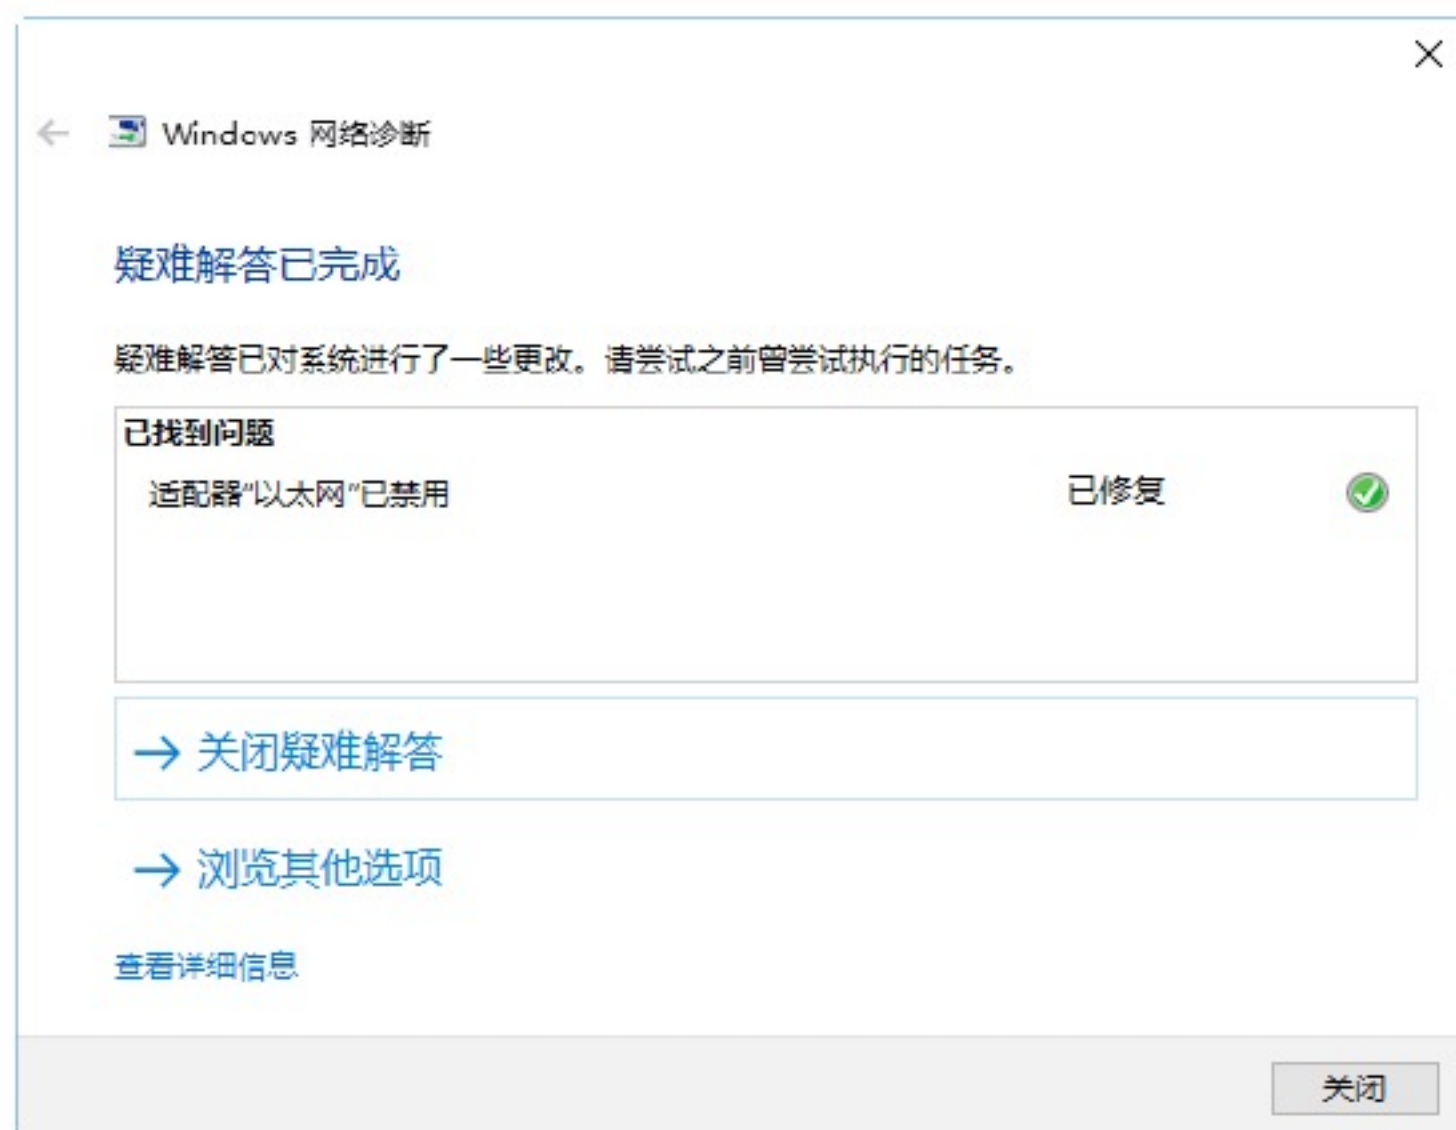 Windows 网络诊断
疑难解答已完成
疑难解答已对系统进行了一些更改。请尝试之前曾尝试执行的任务。
已找到问题
适配器“以太网”已禁用 已修复
关闭疑难解答
浏览其他选项
查看详细信息
关闭